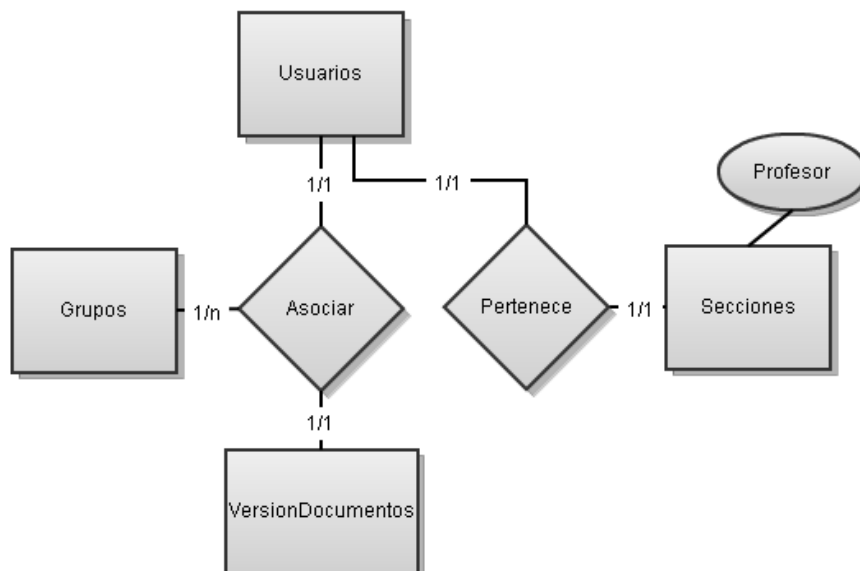 Usuarios
1/1
1/1
Profesor
Grupos
1/n
Asociar
Pertenece
1/1
Secciones
1/1
VersionDocumentos